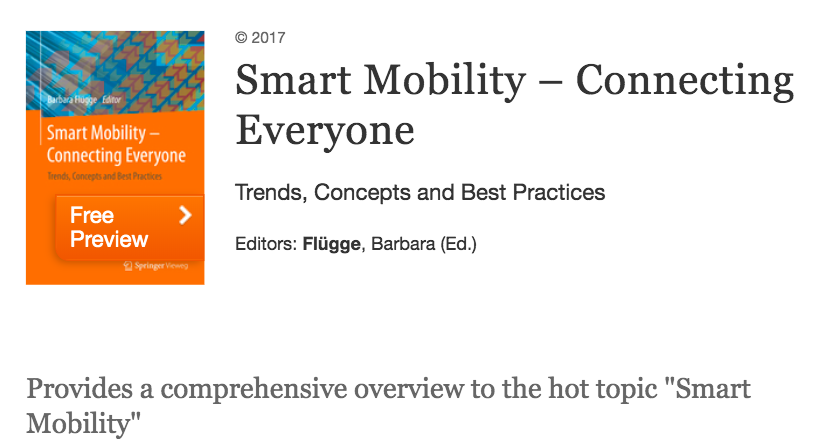 © 2017
Smart Mobility – Connecting
Everyone
Trends, Concepts and Best Practices
Editors: Flügge, Barbara (Ed.)
Barbara Flügge Editor
Smart Mobility –
Connecting Everyone
Trends, Concepts and Best Practices
Free
Preview
Springer Vieweg
Provides a comprehensive overview to the hot topic "Smart
Mobility"